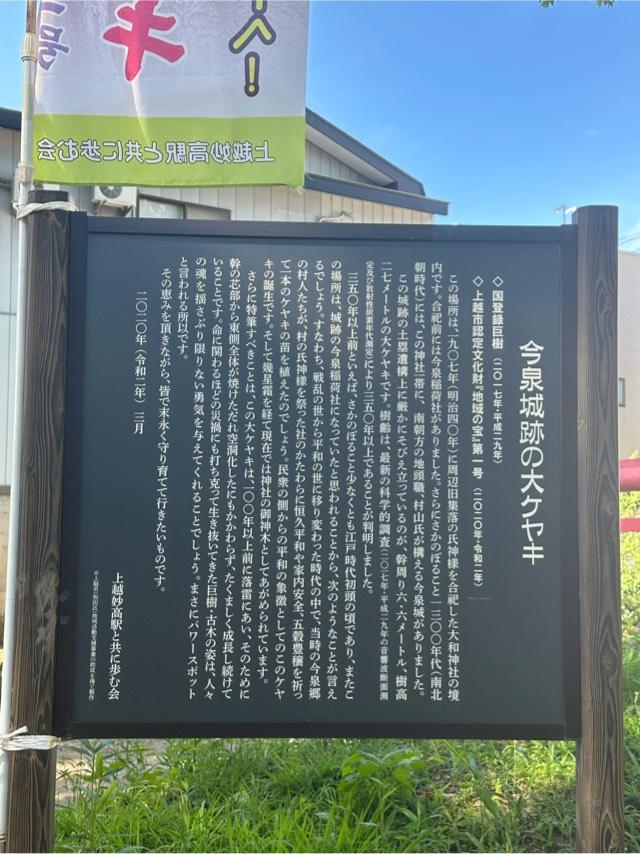 上越妙高駅と共に歩む会
今泉城跡の大ケヤキ
◇国登録巨樹（二〇一七・平成二九年）
◇上越市認定文化財『地域の宝』第一号（二〇二〇年・令和二年）
この場所は、一九〇七年（明治四〇年）に周辺旧集落の氏神様を合祀した大和神社の境
内です。合祀前には今泉稲荷社がありました。さらにさかのぼること一三〇〇年代（南北
朝時代）には、この神社一帯に、南朝方の地頭職、村山氏が構える今泉城がありました。
この城跡の土塁遺構上に厳かにそびえ立っているのが、幹周り六・六メートル、樹高
二七メートルの大ケヤキです。樹齢は、最新の科学的調査（二〇一七年・平成二九年の音響波断面測
定及び放射性炭素年代測定）により三五〇年以上であることが判明しました。
三五〇年以上前といえば、さかのぼること少なくとも江戸時代初頭の頃であり、またこ
の場所は、城跡の今泉稲荷社になっていたと思われることから、次のようなことが言え
るでしょう。すなわち、戦乱の世から平和の世に移り変わった時代の中で、当時の今泉郷
の村人たちが、村の氏神様を祭った社のかたわらに恒久平和や家内安全、五穀豊穣を祈っ
て一本のケヤキの苗を植えたのでしょう。民衆の側からの平和の象徴としてのこのケヤ
キの誕生です。そして幾星霜を経て現在では神社の御神木としてあがめられています。
さらに特筆すべきことは、この大ケヤキは、一〇〇年以上前に落雷にあい、そのために
幹の芯部から東側全体が焼けただれ空洞化したにもかかわらず、たくましく成長し続けて
いることです。命に関わるほどの災禍にも打ち克って生き抜いてきた巨樹・古木の姿は、人々
の魂を揺さぶり限りない勇気を与えてくれることでしょう。まさにパワースポット
と言われる所以です。
その恵みを頂きながら、皆で末永く守り育てて行きたいものです。
二〇二〇年（令和二年）三月
上越妙高駅と共に歩む会
※上越市「和田区」地域活動支援事業の助成を得て製作